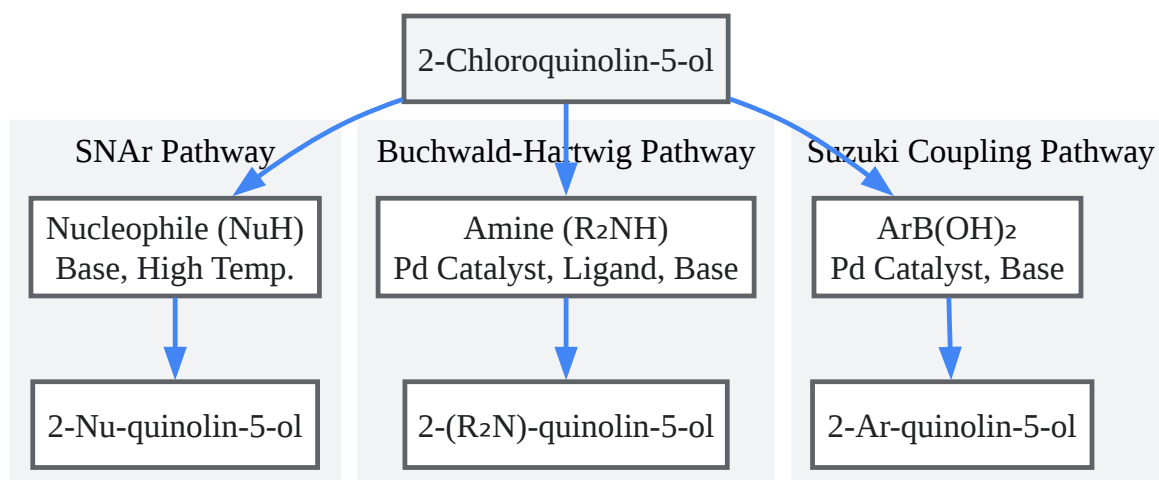 2-Chloroquinolin-5-ol
SNAr Pathway
Buchwald-Hartwig Pathway
Suzuki Coupling Pathway
Nucleophile (NuH)
Base, High Temp.
Amine (R₂NH)
Pd Catalyst, Ligand, Base
ArB(OH)₂
Pd Catalyst, Base
2-Nu-quinolin-5-ol
2-(R₂N)-quinolin-5-ol
2-Ar-quinolin-5-ol